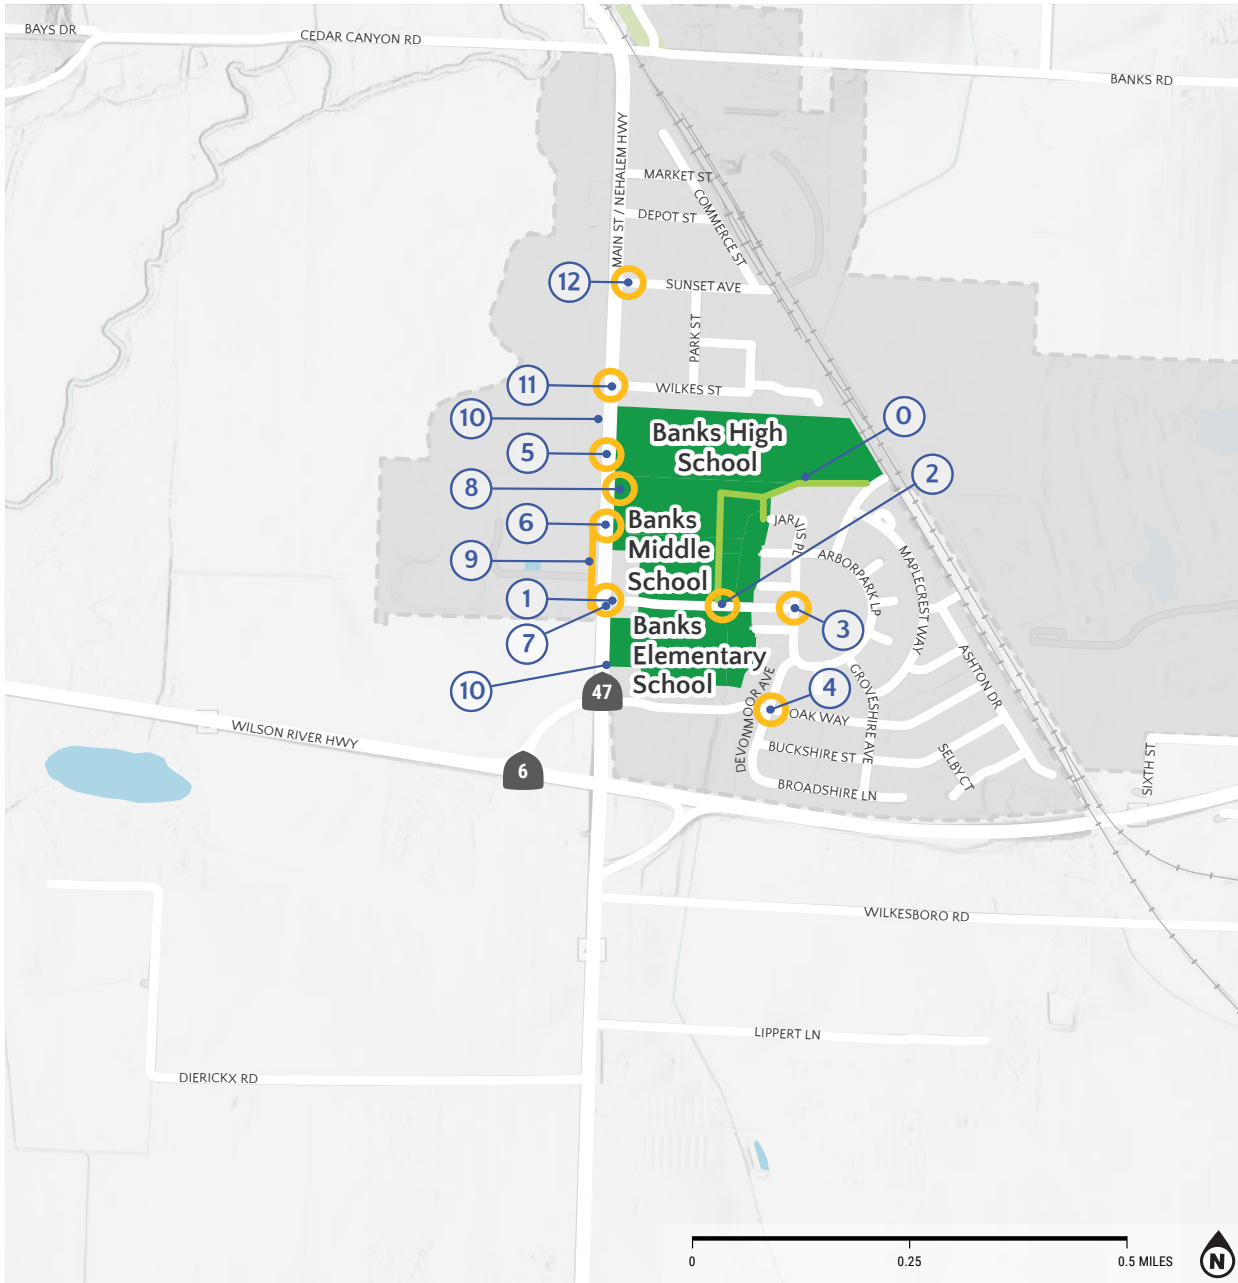 BAYS DR
CEDAR CANYON RD
BANKS RD
MAIN ST / NEHALEM HWY
MARKET ST
COMMERCE ST
DEPOT ST
12
SUNSET AVE
PARK ST
11
WILKES ST
10
0
Banks High
School
5
2
8
6
Banks
Middle
School
JARVIS PL
ARBORPARK LP
MAPLECREST WAY
9
1
7
Banks
Elementary
School
3
10
47
4
DEVONMOOR AVE
OAK WAY
GROVESHIRE AVE
ASHTON DR
WILSON RIVER HWY
6
BUCKSHIRE ST
SELBY CT
BROADSHIRE LN
SIXTH ST
WILKESBORO RD
LIPPERT LN
DIERICKX RD
0
0.25
0.5 MILES
N